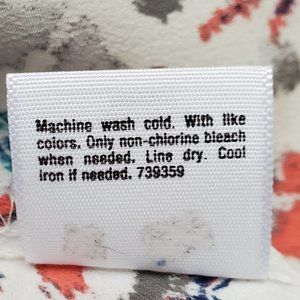 Machine wash cold. With like
colors. Only non-chlorine bleach
when needed. Line dry. Cool
iron if needed. 739359